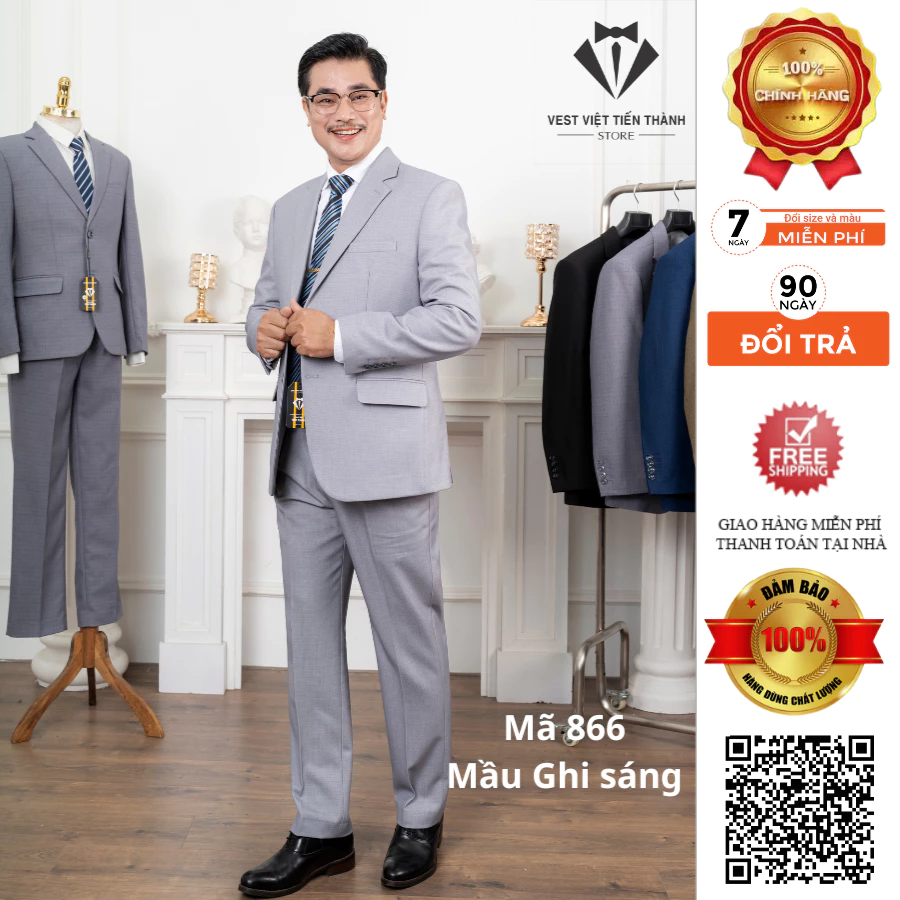 VEST VIỆT TIẾN THÀNH
STORE
100%
CHÍNH HÃNG
7
NGÀY
Đổi size và màu
MIỄN PHÍ
90
NGÀY
ĐỔI TRẢ
FREE
SHIPPING
GIAO HÀNG MIỄN PHÍ
THANH TOÁN TẠI NHÀ
ĐẢM BẢO
100%
HÀNG DÙNG CHẤT LƯỢNG
Mã 866
Mầu Ghi sáng